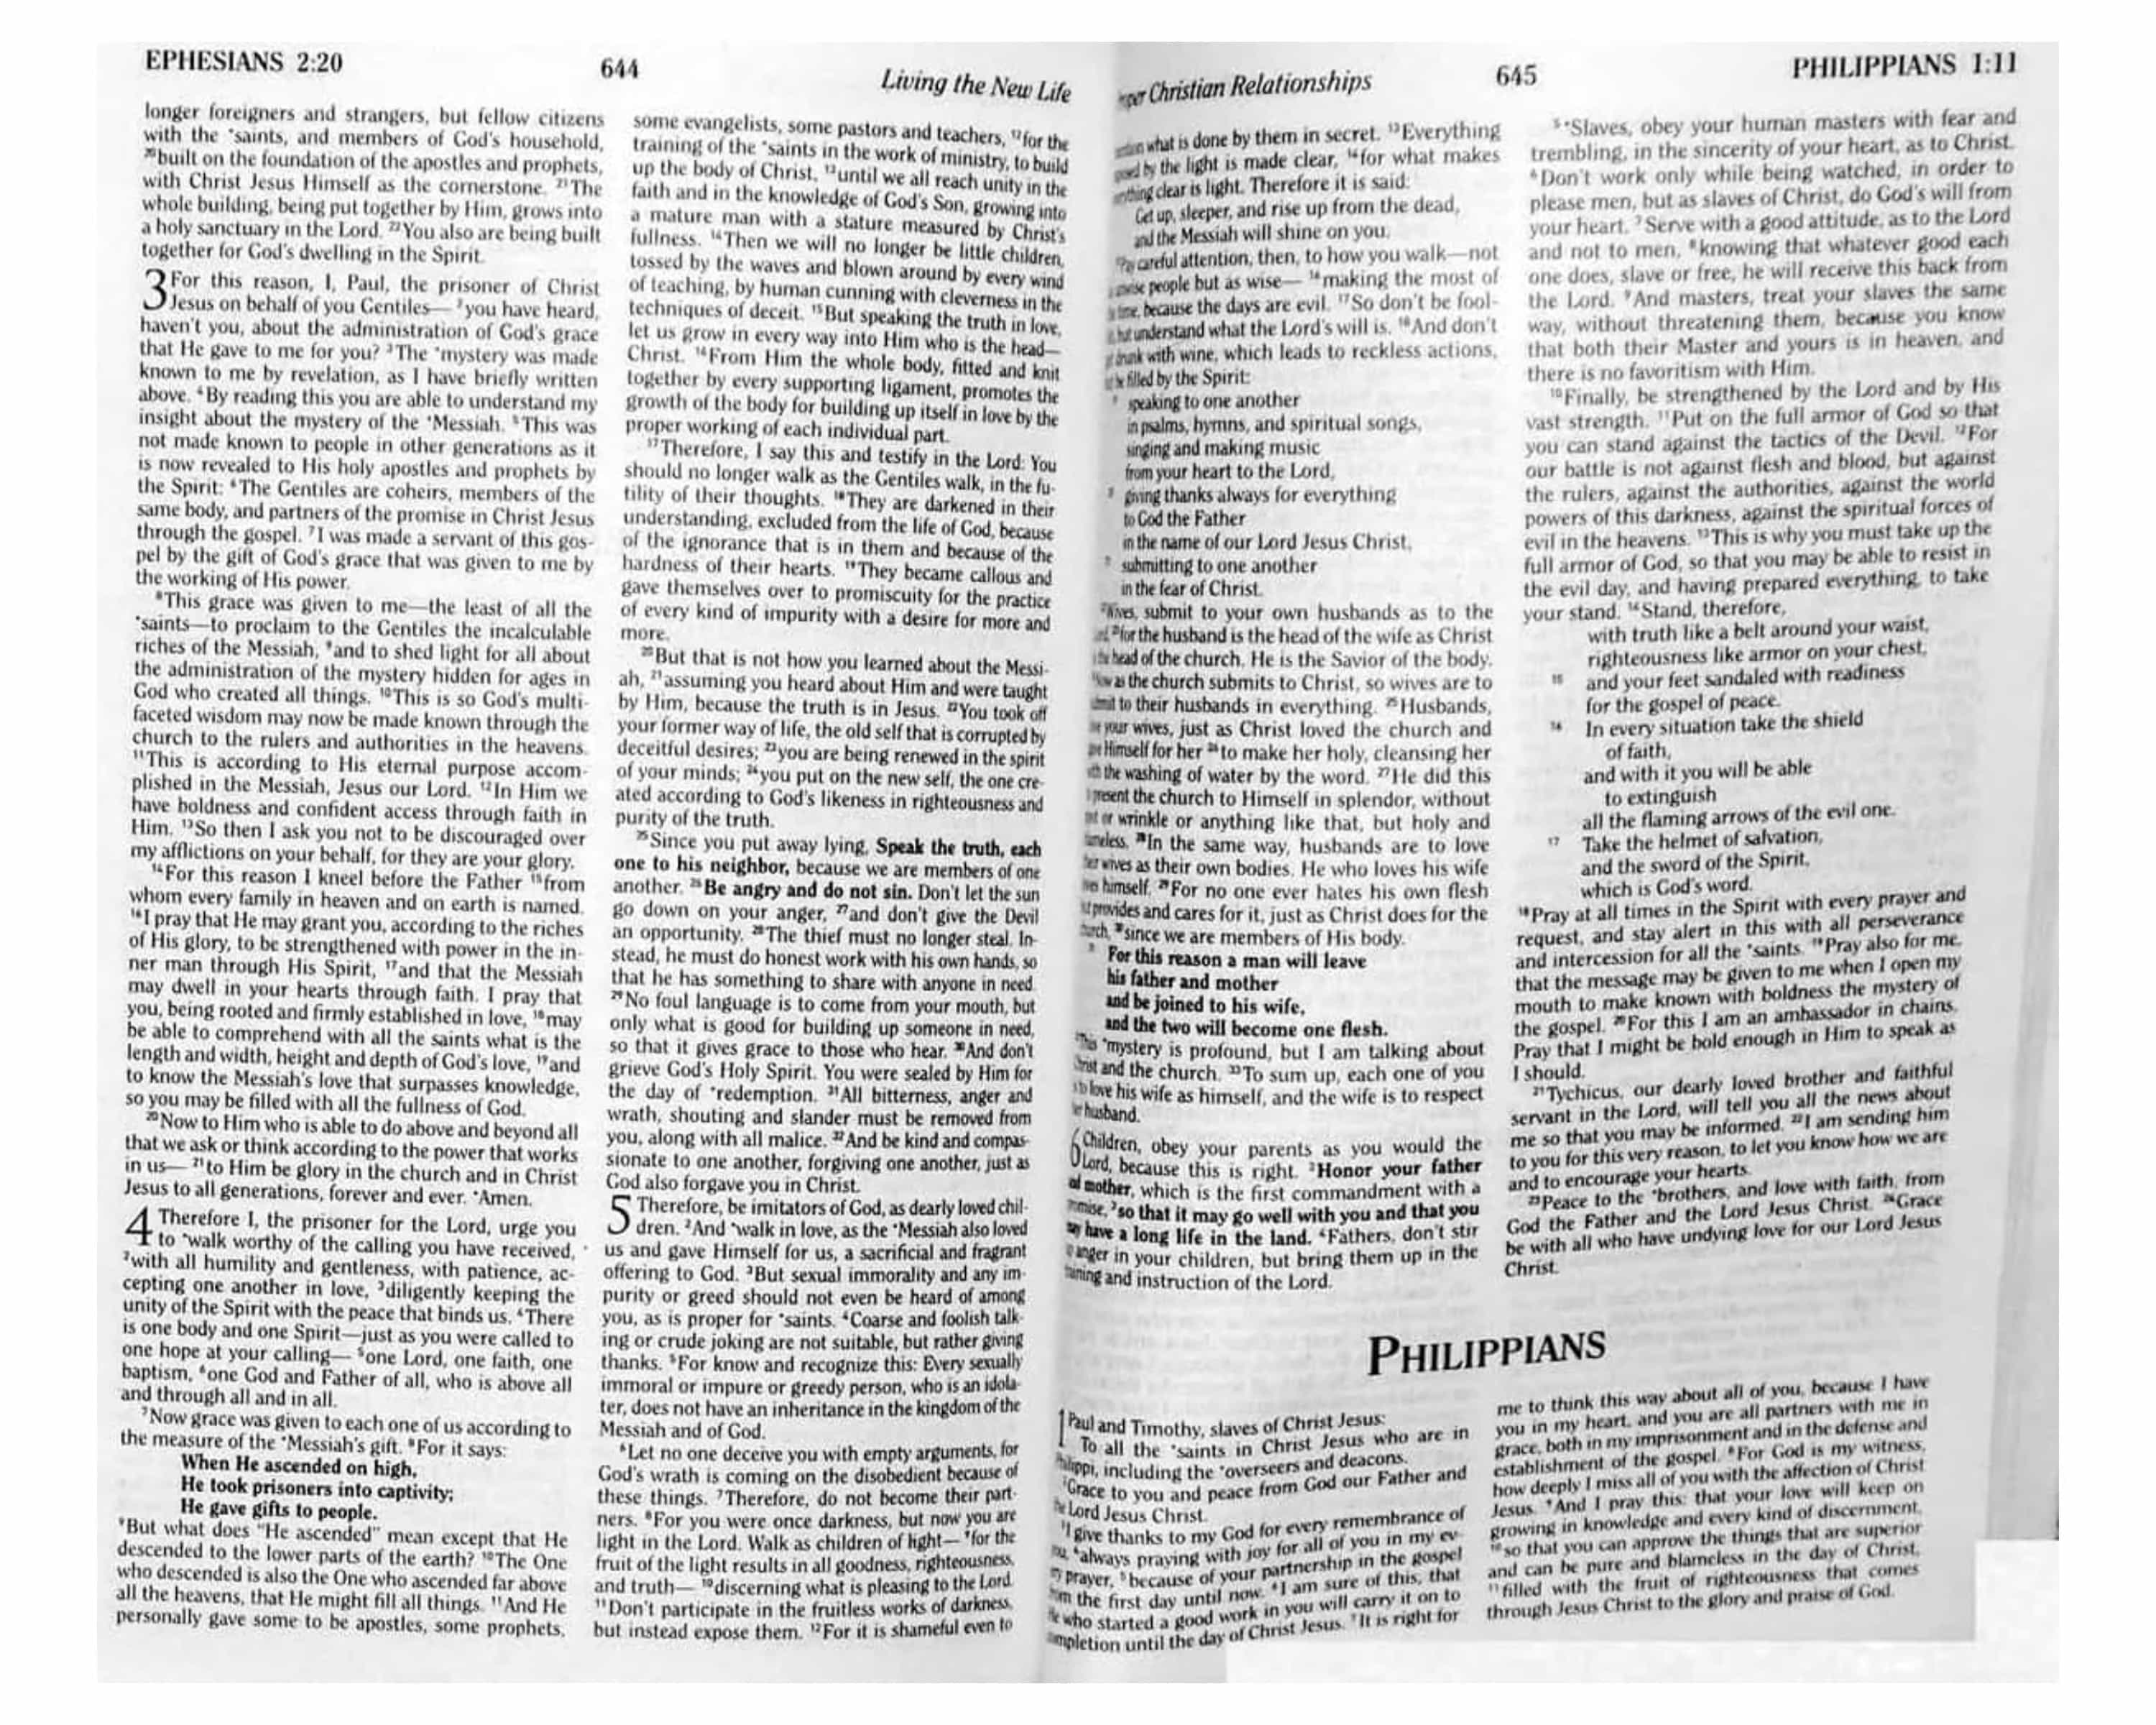 EPHESIANS 2:20
644
Living the New Life
longer foreigners and strangers, but fellow citizens
with the •saints, and members of God's household,
²⁰built on the foundation of the apostles and prophets,
with Christ Jesus Himself as the cornerstone. ²¹The
whole building, being put together by Him, grows into
a holy sanctuary in the Lord. ²²You also are being built
together for God's dwelling in the Spirit.
3 For this reason, I, Paul, the prisoner of Christ
Jesus on behalf of you Gentiles— ²you have heard,
haven't you, about the administration of God's grace
that He gave to me for you? ³The •mystery was made
known to me by revelation, as I have briefly written
above. ⁴By reading this you are able to understand my
insight about the mystery of the •Messiah. ⁵This was
not made known to people in other generations as it
is now revealed to His holy apostles and prophets by
the Spirit: ⁶The Gentiles are coheirs, members of the
same body, and partners of the promise in Christ Jesus
through the gospel. ⁷I was made a servant of this gos-
pel by the gift of God's grace that was given to me by
the working of His power.
⁸This grace was given to me—the least of all the
•saints—to proclaim to the Gentiles the incalculable
riches of the Messiah, ⁹and to shed light for all about
the administration of the mystery hidden for ages in
God who created all things. ¹⁰This is so God's multi-
faceted wisdom may now be made known through the
church to the rulers and authorities in the heavens.
¹¹This is according to His eternal purpose accom-
plished in the Messiah, Jesus our Lord. ¹²In Him we
have boldness and confident access through faith in
Him. ¹³So then I ask you not to be discouraged over
my afflictions on your behalf, for they are your glory.
¹⁴For this reason I kneel before the Father ¹⁵from
whom every family in heaven and on earth is named.
¹⁶I pray that He may grant you, according to the riches
of His glory, to be strengthened with power in the in-
ner man through His Spirit, ¹⁷and that the Messiah
may dwell in your hearts through faith. I pray that
you, being rooted and firmly established in love, ¹⁸may
be able to comprehend with all the saints what is the
length and width, height and depth of God's love, ¹⁹and
to know the Messiah's love that surpasses knowledge,
so you may be filled with all the fullness of God.
²⁰Now to Him who is able to do above and beyond all
that we ask or think according to the power that works
in us— ²¹to Him be glory in the church and in Christ
Jesus to all generations, forever and ever. •Amen.
4 Therefore I, the prisoner for the Lord, urge you
to •walk worthy of the calling you have received,
²with all humility and gentleness, with patience, ac-
cepting one another in love, ³diligently keeping the
unity of the Spirit with the peace that binds us. ⁴There
is one body and one Spirit—just as you were called to
one hope at your calling— ⁵one Lord, one faith, one
baptism, ⁶one God and Father of all, who is above all
and through all and in all.
⁷Now grace was given to each one of us according to
the measure of the •Messiah's gift. ⁸For it says:
When He ascended on high,
He took prisoners into captivity;
He gave gifts to people.
⁹But what does "He ascended" mean except that He
descended to the lower parts of the earth? ¹⁰The One
who descended is also the One who ascended far above
all the heavens, that He might fill all things. ¹¹And He
personally gave some to be apostles, some prophets,
some evangelists, some pastors and teachers, ¹²for the
training of the •saints in the work of ministry, to build
up the body of Christ, ¹³until we all reach unity in the
faith and in the knowledge of God's Son, growing into
a mature man with a stature measured by Christ's
fullness. ¹⁴Then we will no longer be little children,
tossed by the waves and blown around by every wind
of teaching, by human cunning with cleverness in the
techniques of deceit. ¹⁵But speaking the truth in love,
let us grow in every way into Him who is the head—
Christ. ¹⁶From Him the whole body, fitted and knit
together by every supporting ligament, promotes the
growth of the body for building up itself in love by the
proper working of each individual part.
¹⁷Therefore, I say this and testify in the Lord: You
should no longer walk as the Gentiles walk, in the fu-
tility of their thoughts. ¹⁸They are darkened in their
understanding, excluded from the life of God, because
of the ignorance that is in them and because of the
hardness of their hearts. ¹⁹They became callous and
gave themselves over to promiscuity for the practice
of every kind of impurity with a desire for more and
more.
²⁰But that is not how you learned about the Messi-
ah, ²¹assuming you heard about Him and were taught
by Him, because the truth is in Jesus. ²²You took off
your former way of life, the old self that is corrupted by
deceitful desires; ²³you are being renewed in the spirit
of your minds; ²⁴you put on the new self, the one cre-
ated according to God's likeness in righteousness and
purity of the truth.
²⁵Since you put away lying, Speak the truth, each
one to his neighbor, because we are members of one
another. ²⁶Be angry and do not sin. Don't let the sun
go down on your anger, ²⁷and don't give the Devil
an opportunity. ²⁸The thief must no longer steal. In-
stead, he must do honest work with his own hands, so
that he has something to share with anyone in need.
²⁹No foul language is to come from your mouth, but
only what is good for building up someone in need,
so that it gives grace to those who hear. ³⁰And don't
grieve God's Holy Spirit. You were sealed by Him for
the day of •redemption. ³¹All bitterness, anger and
wrath, shouting and slander must be removed from
you, along with all malice. ³²And be kind and compas-
sionate to one another, forgiving one another, just as
God also forgave you in Christ.
5 Therefore, be imitators of God, as dearly loved chil-
dren. ²And •walk in love, as the •Messiah also loved
us and gave Himself for us, a sacrificial and fragrant
offering to God. ³But sexual immorality and any im-
purity or greed should not even be heard of among
you, as is proper for •saints. ⁴Coarse and foolish talk-
ing or crude joking are not suitable, but rather giving
thanks. ⁵For know and recognize this: Every sexually
immoral or impure or greedy person, who is an idola-
ter, does not have an inheritance in the kingdom of the
Messiah and of God.
⁶Let no one deceive you with empty arguments, for
God's wrath is coming on the disobedient because of
these things. ⁷Therefore, do not become their part-
ners. ⁸For you were once darkness, but now you are
light in the Lord. Walk as children of light— ⁹for the
fruit of the light results in all goodness, righteousness,
and truth— ¹⁰discerning what is pleasing to the Lord.
¹¹Don't participate in the fruitless works of darkness,
but instead expose them. ¹²For it is shameful even to
Christian Relationships
645
PHILIPPIANS 1:11
what is done by them in secret. ¹³Everything
by the light is made clear, ¹⁴for what makes
clear is light. Therefore it is said:
Get up, sleeper, and rise up from the dead,
and the Messiah will shine on you.
careful attention, then, to how you walk—not
people but as wise— ¹⁶making the most of
time, because the days are evil. ¹⁷So don't be fool-
but understand what the Lord's will is. ¹⁸And don't
drunk with wine, which leads to reckless actions,
filled by the Spirit:
speaking to one another
in psalms, hymns, and spiritual songs,
singing and making music
from your heart to the Lord,
giving thanks always for everything
to God the Father
in the name of our Lord Jesus Christ,
submitting to one another
in the fear of Christ.
Wives, submit to your own husbands as to the
²³for the husband is the head of the wife as Christ
head of the church. He is the Savior of the body.
as the church submits to Christ, so wives are to
to their husbands in everything. ²⁵Husbands,
your wives, just as Christ loved the church and
Himself for her ²⁶to make her holy, cleansing her
the washing of water by the word. ²⁷He did this
present the church to Himself in splendor, without
or wrinkle or anything like that, but holy and
²⁸In the same way, husbands are to love
wives as their own bodies. He who loves his wife
himself. ²⁹For no one ever hates his own flesh
provides and cares for it, just as Christ does for the
³⁰since we are members of His body.
For this reason a man will leave
his father and mother
and be joined to his wife,
and the two will become one flesh.
This •mystery is profound, but I am talking about
and the church. ³³To sum up, each one of you
to love his wife as himself, and the wife is to respect
husband.
6 Children, obey your parents as you would the
Lord, because this is right. ²Honor your father
mother, which is the first commandment with a
³so that it may go well with you and that you
have a long life in the land. ⁴Fathers, don't stir
anger in your children, but bring them up in the
and instruction of the Lord.
⁵•Slaves, obey your human masters with fear and
trembling, in the sincerity of your heart, as to Christ.
⁶Don't work only while being watched, in order to
please men, but as slaves of Christ, do God's will from
your heart. ⁷Serve with a good attitude, as to the Lord
and not to men, ⁸knowing that whatever good each
one does, slave or free, he will receive this back from
the Lord. ⁹And masters, treat your slaves the same
way, without threatening them, because you know
that both their Master and yours is in heaven, and
there is no favoritism with Him.
¹⁰Finally, be strengthened by the Lord and by His
vast strength. ¹¹Put on the full armor of God so that
you can stand against the tactics of the Devil. ¹²For
our battle is not against flesh and blood, but against
the rulers, against the authorities, against the world
powers of this darkness, against the spiritual forces of
evil in the heavens. ¹³This is why you must take up the
full armor of God, so that you may be able to resist in
the evil day, and having prepared everything, to take
your stand. ¹⁴Stand, therefore,
with truth like a belt around your waist,
righteousness like armor on your chest,
15 and your feet sandaled with readiness
for the gospel of peace.
16 In every situation take the shield
of faith,
and with it you will be able
to extinguish
all the flaming arrows of the evil one.
17 Take the helmet of salvation,
and the sword of the Spirit,
which is God's word.
¹⁸Pray at all times in the Spirit with every prayer and
request, and stay alert in this with all perseverance
and intercession for all the •saints. ¹⁹Pray also for me,
that the message may be given to me when I open my
mouth to make known with boldness the mystery of
the gospel. ²⁰For this I am an ambassador in chains.
Pray that I might be bold enough in Him to speak as
I should.
²¹Tychicus, our dearly loved brother and faithful
servant in the Lord, will tell you all the news about
me so that you may be informed. ²²I am sending him
to you for this very reason, to let you know how we are
and to encourage your hearts.
²³Peace to the •brothers, and love with faith, from
God the Father and the Lord Jesus Christ. ²⁴Grace
be with all who have undying love for our Lord Jesus
Christ.
PHILIPPIANS
1 Paul and Timothy, slaves of Christ Jesus:
To all the •saints in Christ Jesus who are in
Philippi, including the •overseers and deacons.
²Grace to you and peace from God our Father and
the Lord Jesus Christ.
³I give thanks to my God for every remembrance of
you, ⁴always praying with joy for all of you in my ev-
prayer, ⁵because of your partnership in the gospel
from the first day until now. ⁶I am sure of this, that
He who started a good work in you will carry it on to
completion until the day of Christ Jesus. ⁷It is right for
me to think this way about all of you, because I have
you in my heart, and you are all partners with me in
grace, both in my imprisonment and in the defense and
establishment of the gospel. ⁸For God is my witness,
how deeply I miss all of you with the affection of Christ
Jesus. ⁹And I pray this: that your love will keep on
growing in knowledge and every kind of discernment,
¹⁰so that you can approve the things that are superior
and can be pure and blameless in the day of Christ,
¹¹filled with the fruit of righteousness that comes
through Jesus Christ to the glory and praise of God.